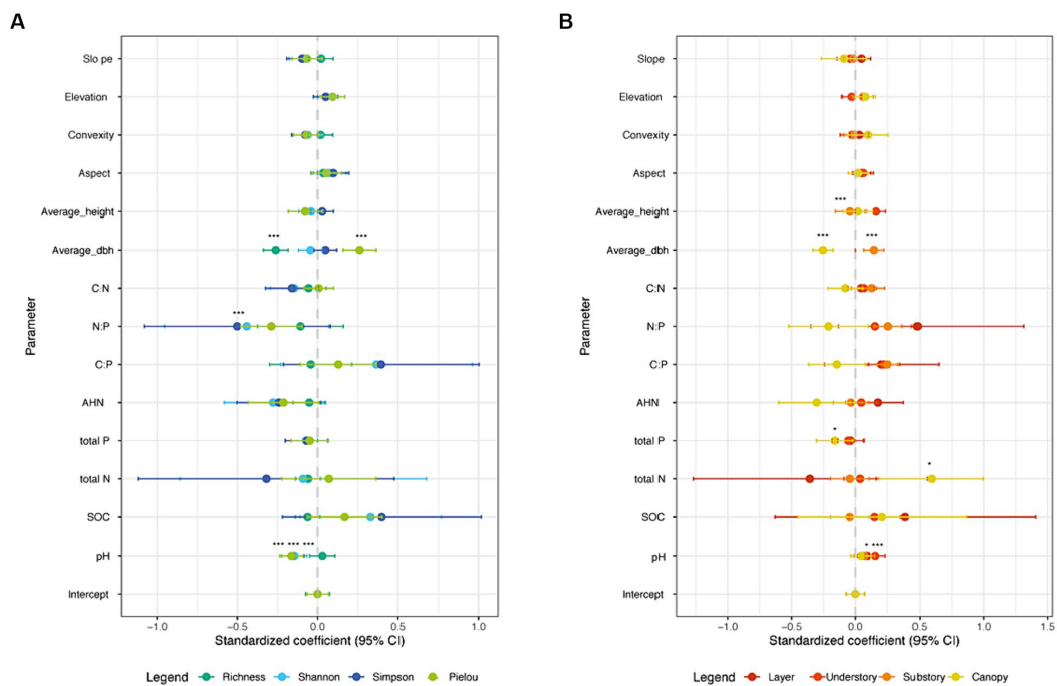 A
B
Slo pe
Elevation
Convexity
Aspect
Average_height
Average_dbh
C:N
N:P
C:P
AHN
total P
total N
SOC
pH
Intercept
Parameter
***
***
***
*** *** ***
−1.0 −0.5 0.0 0.5 1.0
Standardized coefficient (95% CI)
Legend Richness Shannon Simpson Pielou
Slope
Elevation
Convexity
Aspect
Average_height
Average_dbh
C:N
N:P
C:P
AHN
total P
total N
SOC
pH
Intercept
Parameter
***
***
***
*
*
* ***
−1.0 −0.5 0.0 0.5 1.0 1.5
Standardized coefficient (95% CI)
Legend Layer Understory Substory Canopy